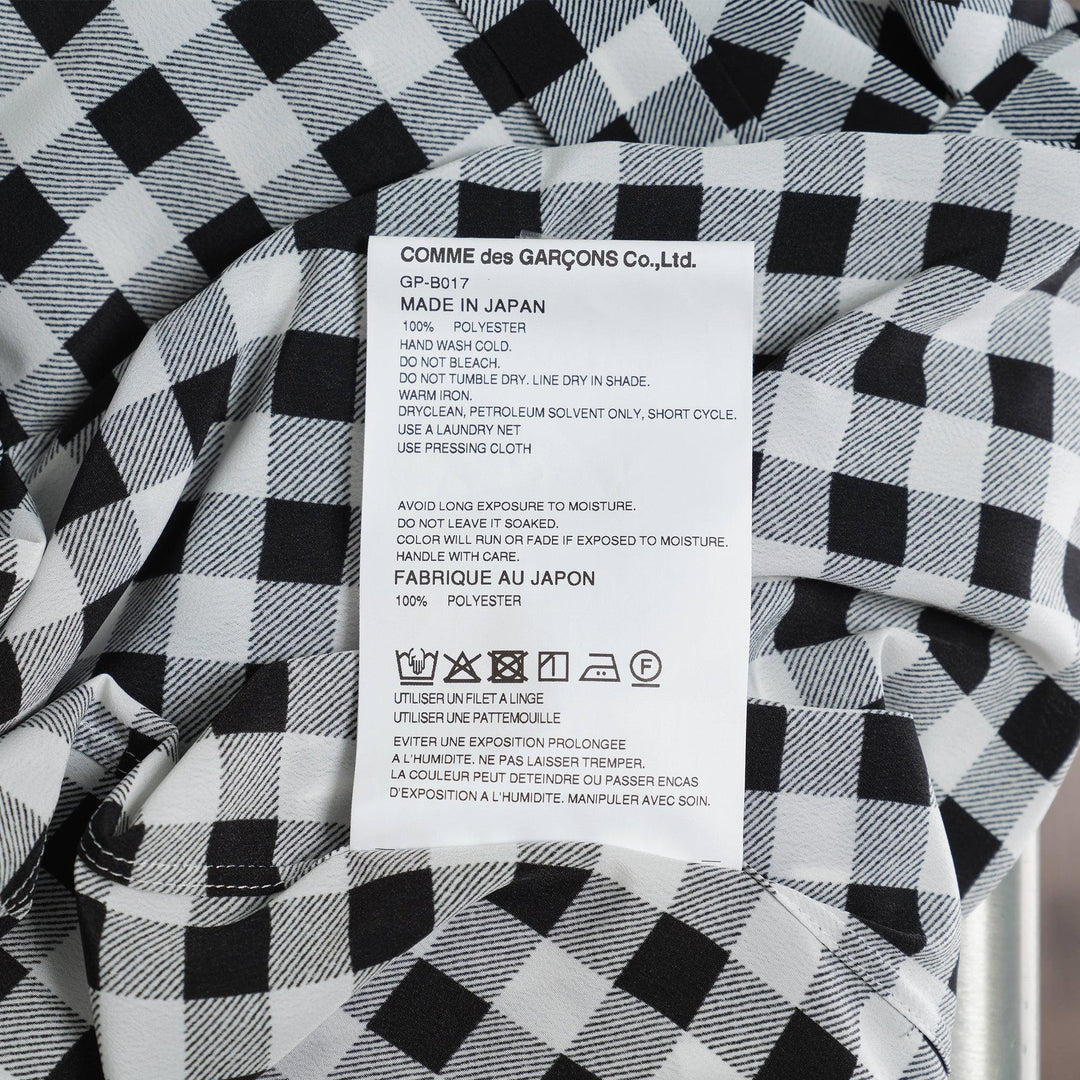 COMME des GARÇONS Co.,Ltd.
GP-B017
MADE IN JAPAN
100% POLYESTER
HAND WASH COLD.
DO NOT BLEACH.
DO NOT TUMBLE DRY. LINE DRY IN SHADE.
WARM IRON.
DRYCLEAN, PETROLEUM SOLVENT ONLY, SHORT CYCLE.
USE A LAUNDRY NET
USE PRESSING CLOTH
AVOID LONG EXPOSURE TO MOISTURE.
DO NOT LEAVE IT SOAKED.
COLOR WILL RUN OR FADE IF EXPOSED TO MOISTURE.
HANDLE WITH CARE.
FABRIQUE AU JAPON
100% POLYESTER
F
UTILISER UN FILET A LINGE
UTILISER UNE PATTEMOUILLE
EVITER UNE EXPOSITION PROLONGEE
A L'HUMIDITE. NE PAS LAISSER TREMPER.
LA COULEUR PEUT DETEINDRE OU PASSER ENCAS
D'EXPOSITION A L'HUMIDITE. MANIPULER AVEC SOIN.